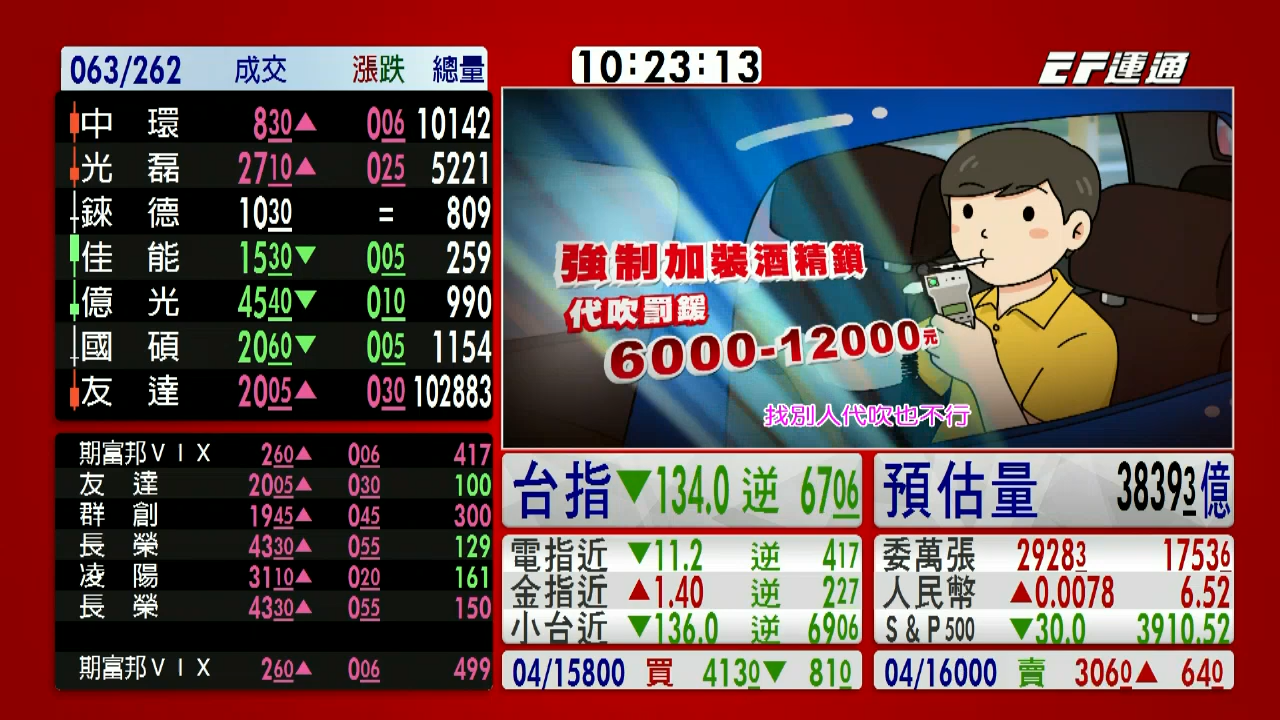 063/262 成交 漲跌 總量
中環 830▲ 006 10142
光磊 2710▲ 025 5221
錸德 1030 = 809
佳能 1530▼ 005 259
億光 4540▼ 010 990
國碩 2060▼ 005 1154
友達 2005▲ 030 102883
期富邦VIX 260▲ 006 417
友達 2005▲ 030 100
群創 1945▲ 045 300
長榮 4330▲ 055 129
凌陽 3110▲ 020 161
長榮 4330▲ 055 150
期富邦VIX 260▲ 006 499
10:23:13
EF運通
強制加裝酒精鎖
代吹罰鍰
6000-12000元
找別人代吹也不行
台指▼134.0 逆 6706
預估量 38393億
電指近 ▼11.2 逆 417
金指近 ▲1.40 逆 227
小台近 ▼136.0 逆 6906
委萬張 29283 17536
人民幣 ▲0.0078 6.52
S&P500 ▼30.0 3910.52
04/15800 買 4130▼ 810
04/16000 賣 3060▲ 640